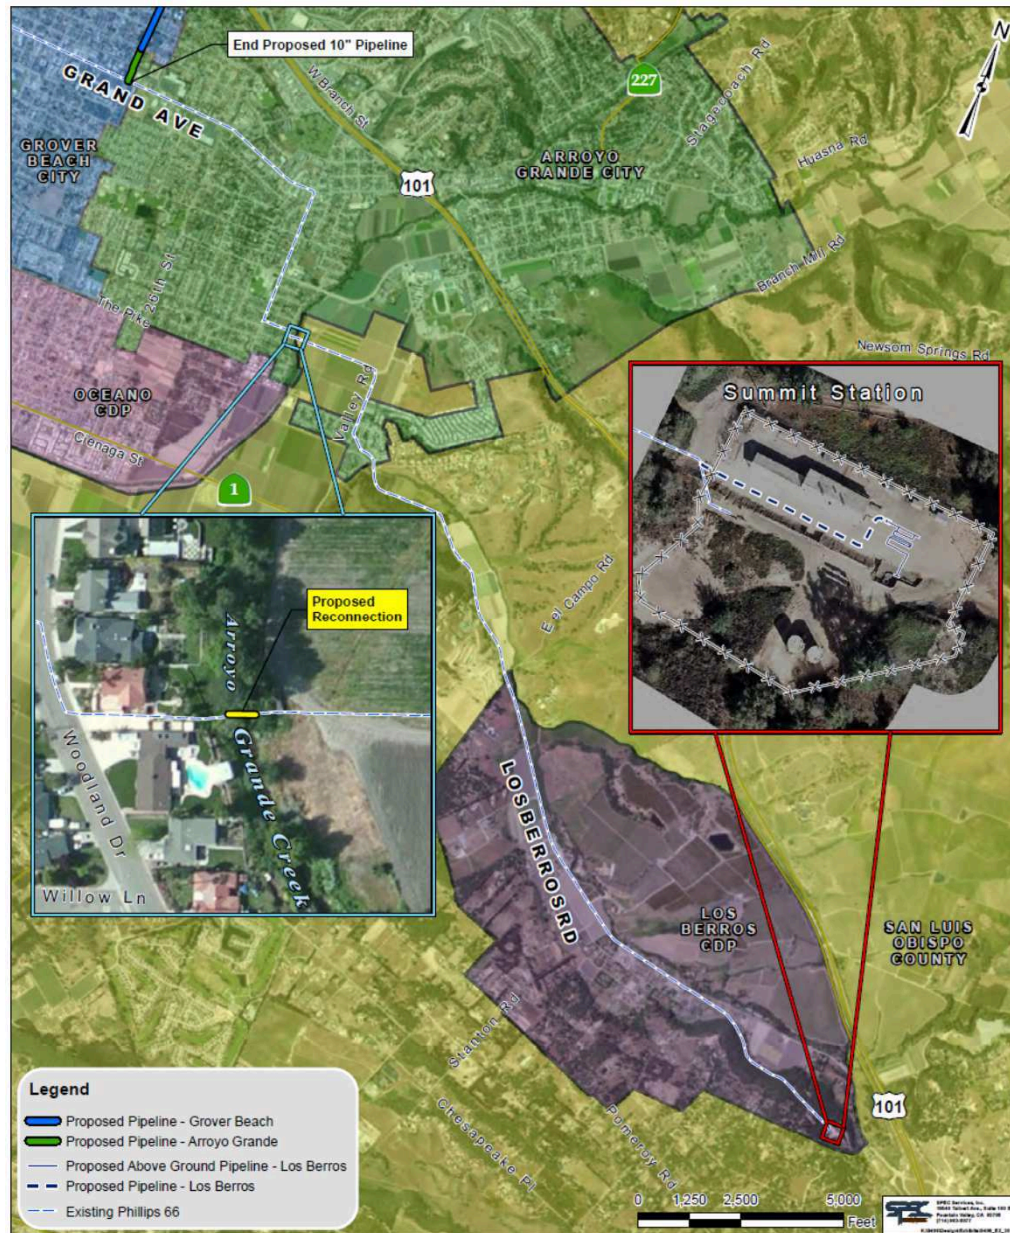 End Proposed 10" Pipeline
N
GRAND AVE
W Branch St
227
Stagecoach Rd
GROVER
BEACH
CITY
ARROYO
GRANDE CITY
Huasna Rd
101
Branch Mill Rd
The Pike
25th St
Newsom Springs Rd
OCEANO
CDP
Valley Rd
Cienaga St
1
Summit Station
Proposed
Reconnection
Arroyo
Grande Creek
Woodland Dr
Willow Ln
E el Campo Rd
LOSBERROSRD
LOS
BERROS
CDP
SAN LUIS
OBISPO
COUNTY
Stanton Rd
Chesapeake Pl
Pomeroy Rd
101
Legend
Proposed Pipeline - Grover Beach
Proposed Pipeline - Arroyo Grande
Proposed Above Ground Pipeline - Los Berros
Proposed Pipeline - Los Berros
Existing Phillips 66
0 1,250 2,500 5,000
Feet
SPEC
SPEC Services, Inc.